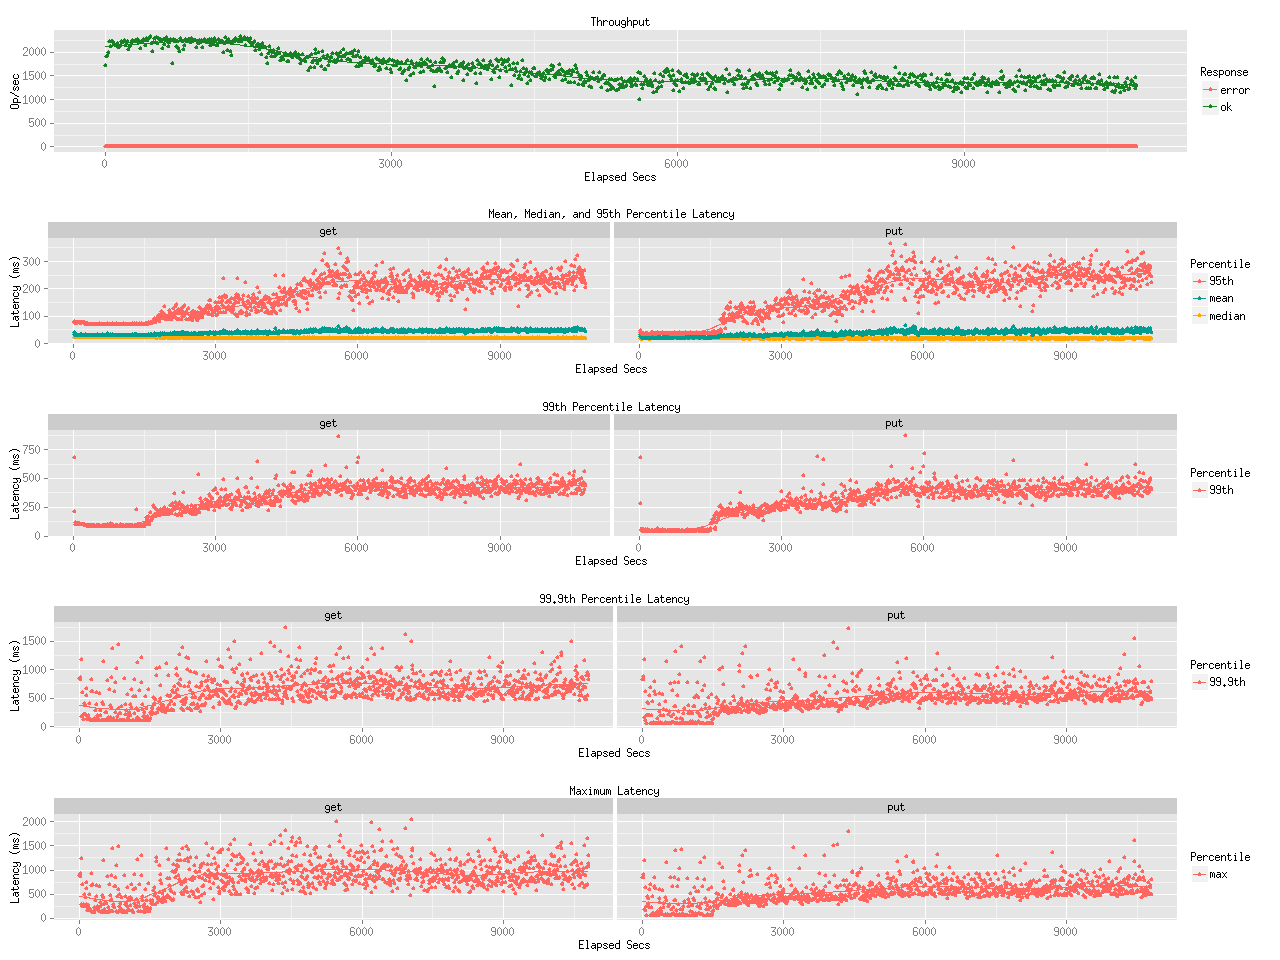 Throughput
Op/sec
2000
1500
1000
500
0
0 3000 6000 9000
Elapsed Secs
Response
error
ok
Mean, Median, and 95th Percentile Latency
get put
Latency (ms)
300
200
100
0
0 3000 6000 9000 0 3000 6000 9000
Elapsed Secs
Percentile
95th
mean
median
99th Percentile Latency
get put
Latency (ms)
750
500
250
0
0 3000 6000 9000 0 3000 6000 9000
Elapsed Secs
Percentile
99th
99.9th Percentile Latency
get put
Latency (ms)
1500
1000
500
0
0 3000 6000 9000 0 3000 6000 9000
Elapsed Secs
Percentile
99.9th
Maximum Latency
get put
Latency (ms)
2000
1500
1000
500
0
0 3000 6000 9000 0 3000 6000 9000
Elapsed Secs
Percentile
max